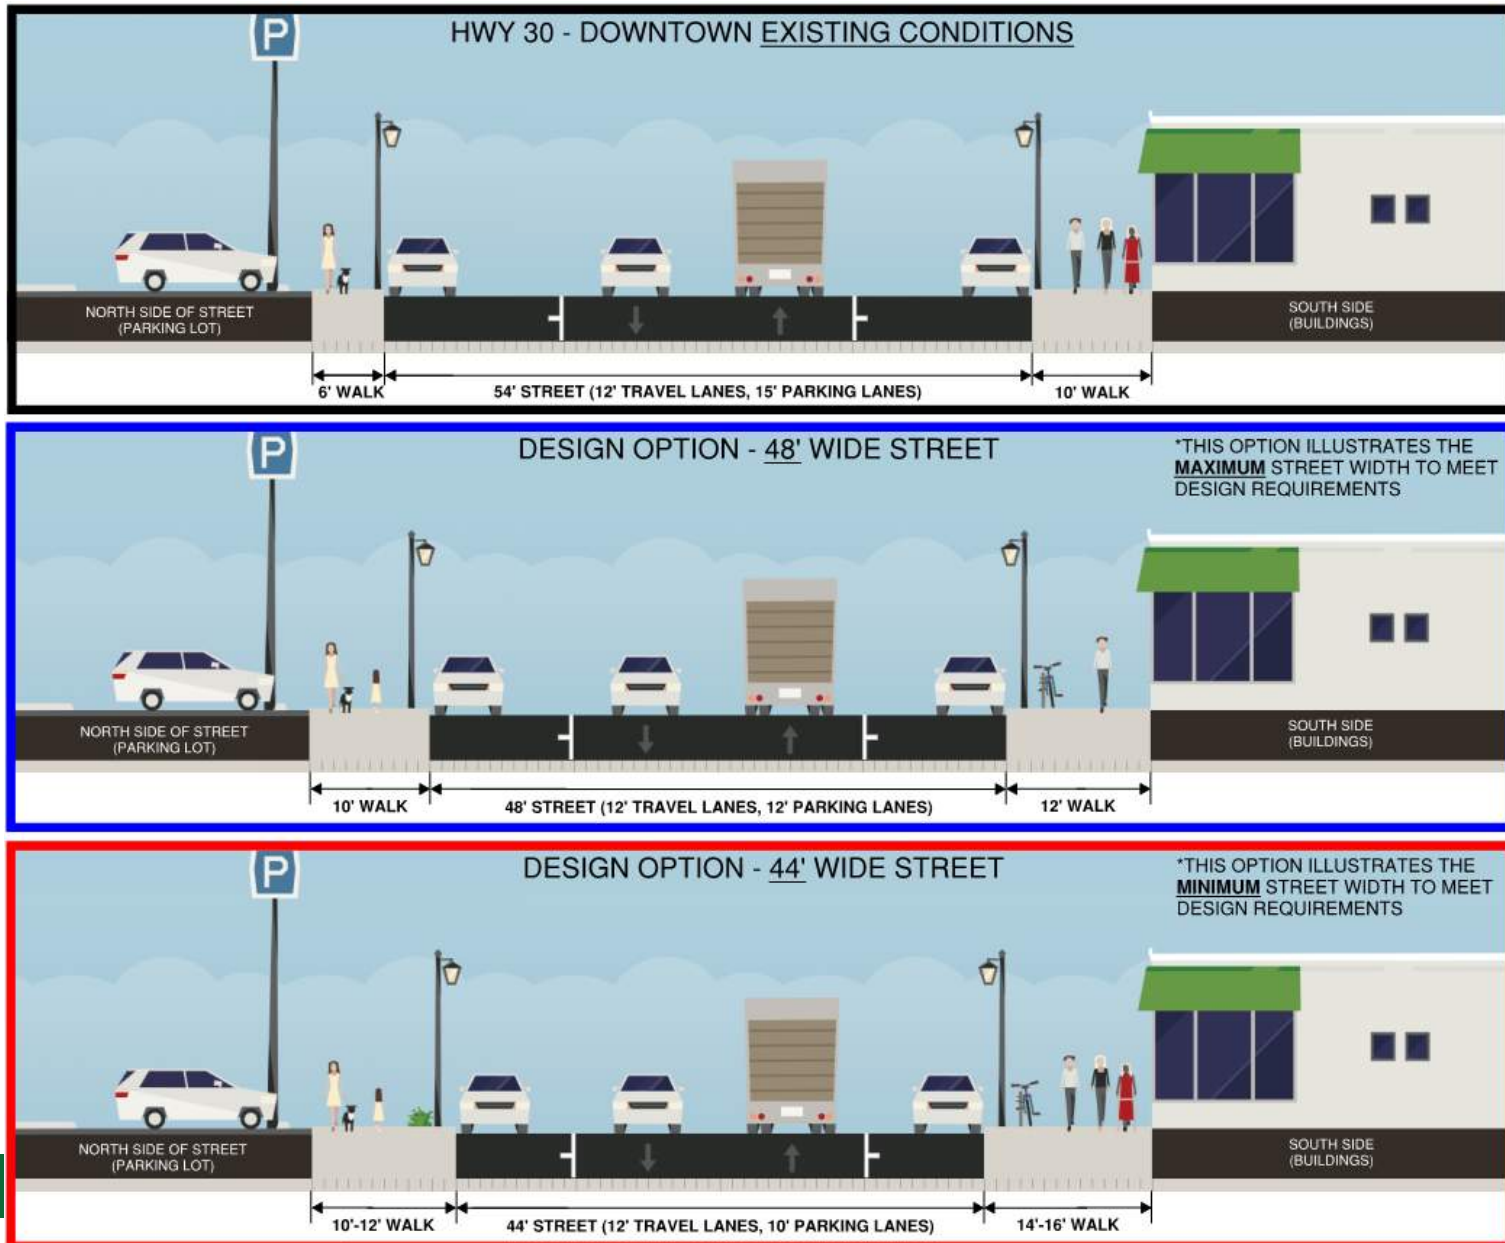 P
HWY 30 - DOWNTOWN EXISTING CONDITIONS
NORTH SIDE OF STREET
(PARKING LOT)
SOUTH SIDE
(BUILDINGS)
6' WALK
54' STREET (12' TRAVEL LANES, 15' PARKING LANES)
10' WALK
P
DESIGN OPTION - 48' WIDE STREET
*THIS OPTION ILLUSTRATES THE
MAXIMUM STREET WIDTH TO MEET
DESIGN REQUIREMENTS
NORTH SIDE OF STREET
(PARKING LOT)
SOUTH SIDE
(BUILDINGS)
10' WALK
48' STREET (12' TRAVEL LANES, 12' PARKING LANES)
12' WALK
P
DESIGN OPTION - 44' WIDE STREET
*THIS OPTION ILLUSTRATES THE
MINIMUM STREET WIDTH TO MEET
DESIGN REQUIREMENTS
NORTH SIDE OF STREET
(PARKING LOT)
SOUTH SIDE
(BUILDINGS)
10'-12' WALK
44' STREET (12' TRAVEL LANES, 10' PARKING LANES)
14'-16' WALK